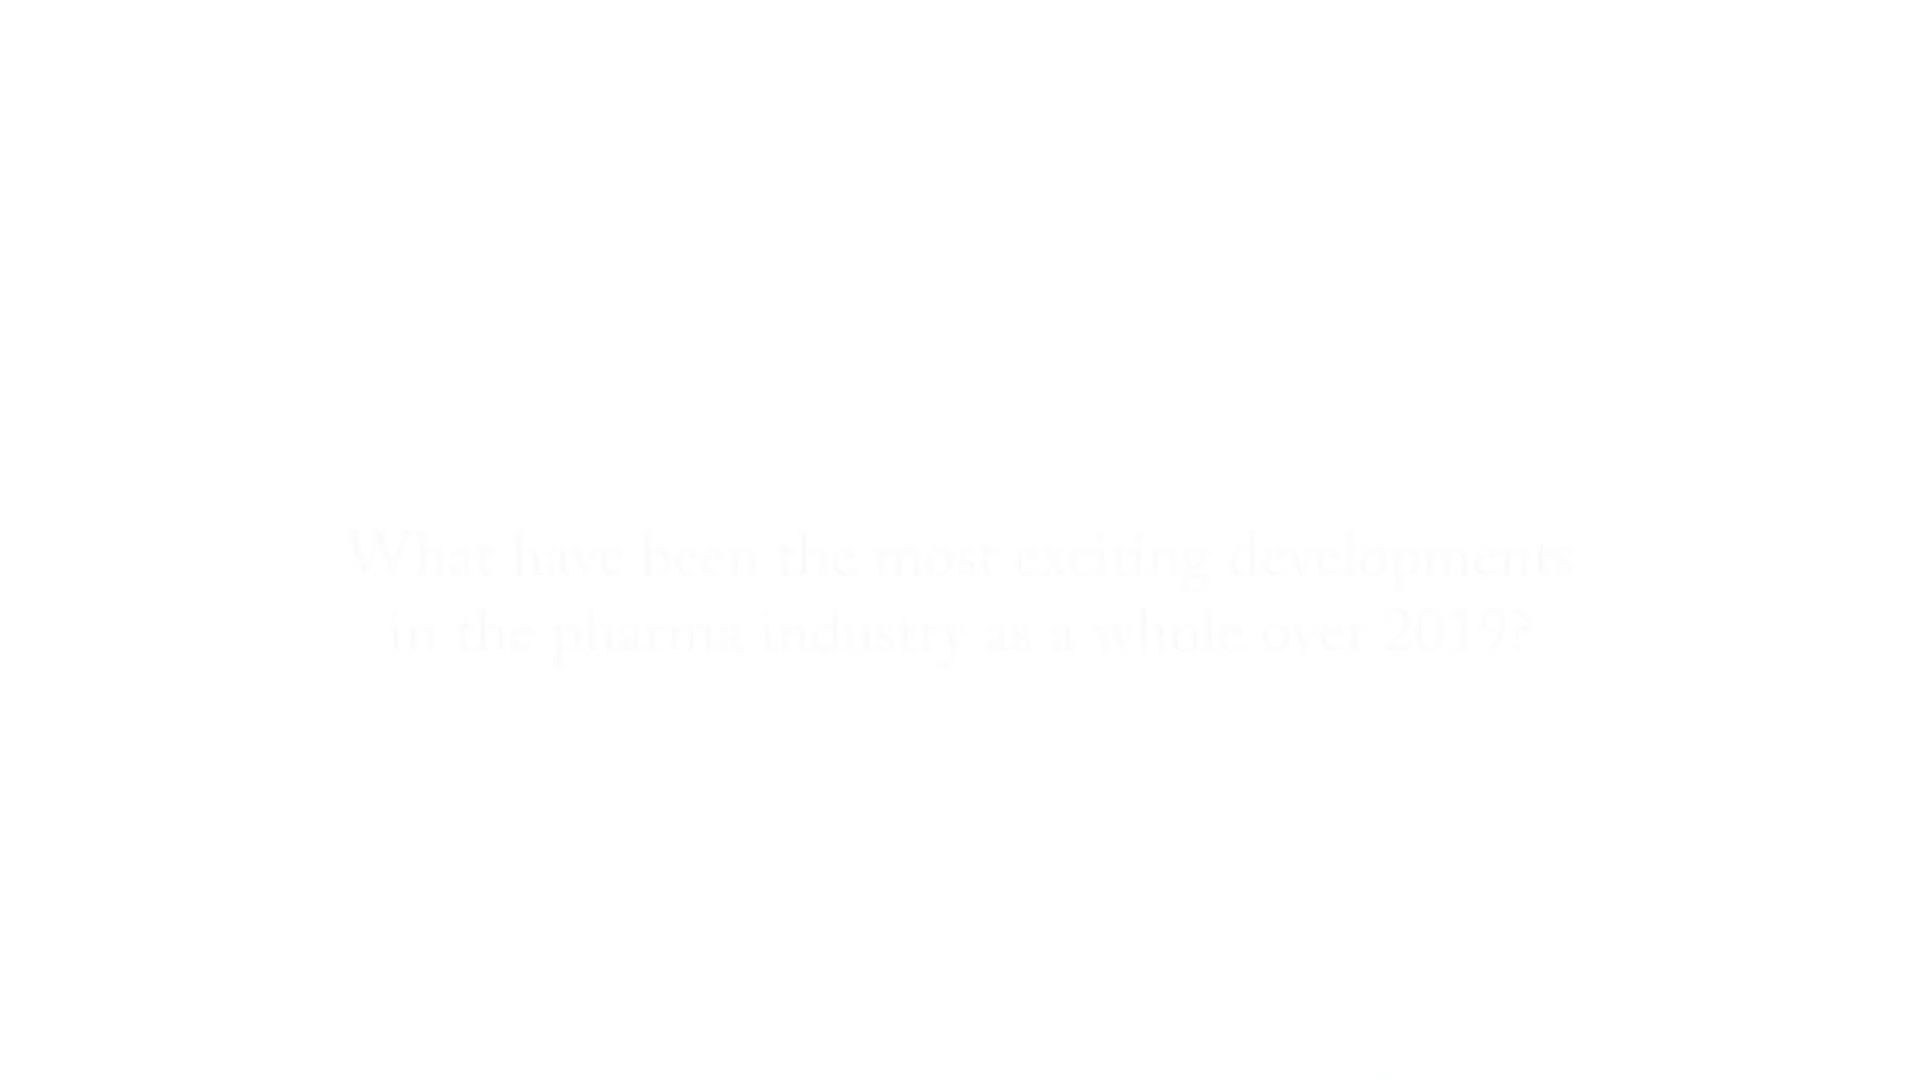 What have been the most exciting developments
in the pharma industry as a whole over 2019?